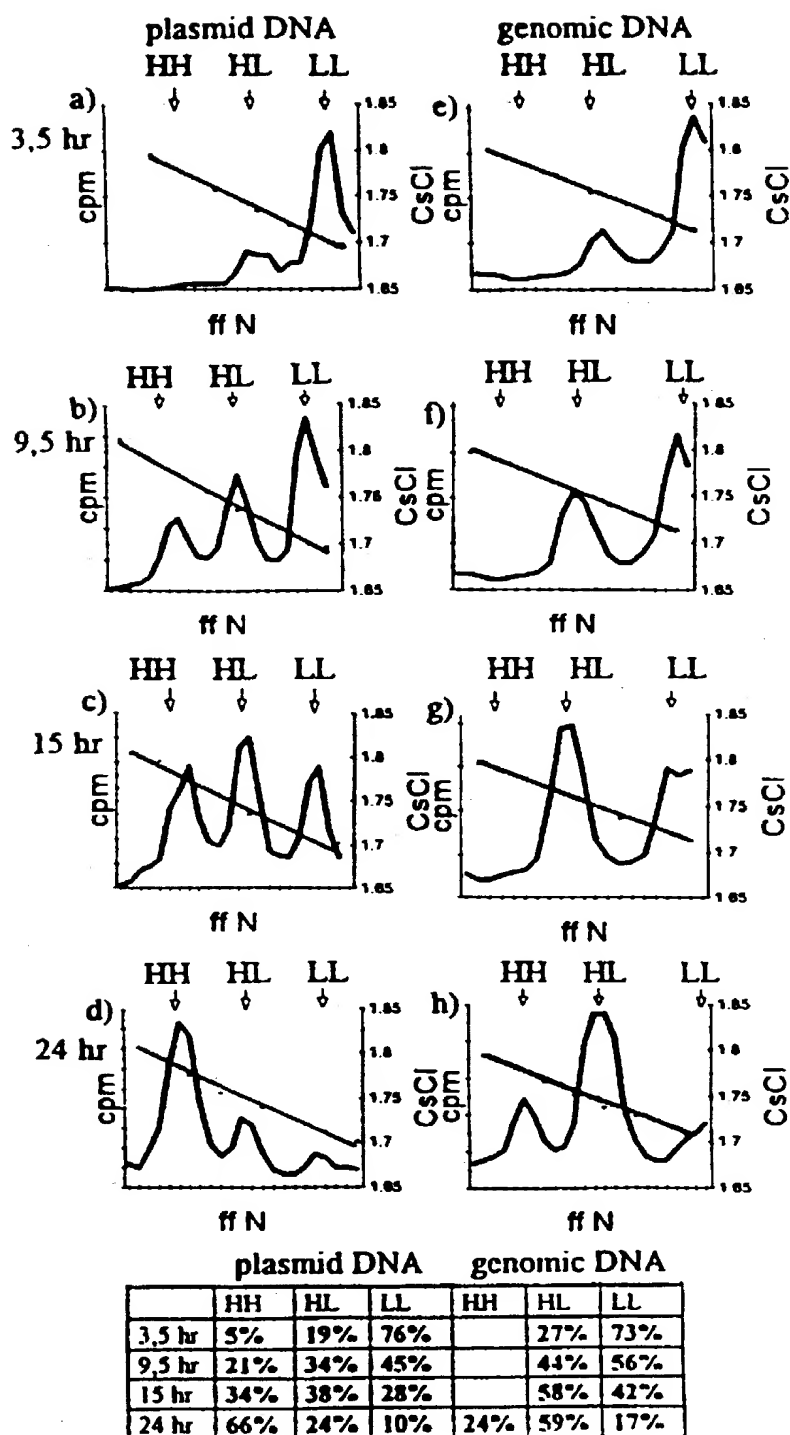 plasmid DNA genomic DNA
HH HL LL HH HL LL
a) 1.85 e) 1.85
3,5 hr 1.8 1.8
cpm 1.75 CsCl cpm 1.75 CsCl
1.7 1.7
1.65 1.65
ff N ff N
HH HL LL HH HL LL
b) 1.85 f) 1.85
9,5 hr 1.8 1.8
cpm 1.75 CsCl cpm 1.75 CsCl
1.7 1.7
1.65 1.65
ff N ff N
HH HL LL HH HL LL
c) 1.85 g) 1.85
15 hr 1.8 1.8
cpm 1.75 CsCl cpm 1.75 CsCl
1.7 1.7
1.65 1.65
ff N ff N
HH HL LL HH HL LL
d) 1.85 h) 1.85
24 hr 1.8 1.8
cpm 1.75 CsCl cpm 1.75 CsCl
1.7 1.7
1.65 1.65
ff N ff N
plasmid DNA genomic DNA
HH HL LL HH HL LL
3,5 hr 5% 19% 76% 27% 73%
9,5 hr 21% 34% 45% 44% 56%
15 hr 34% 38% 28% 58% 42%
24 hr 66% 24% 10% 24% 59% 17%